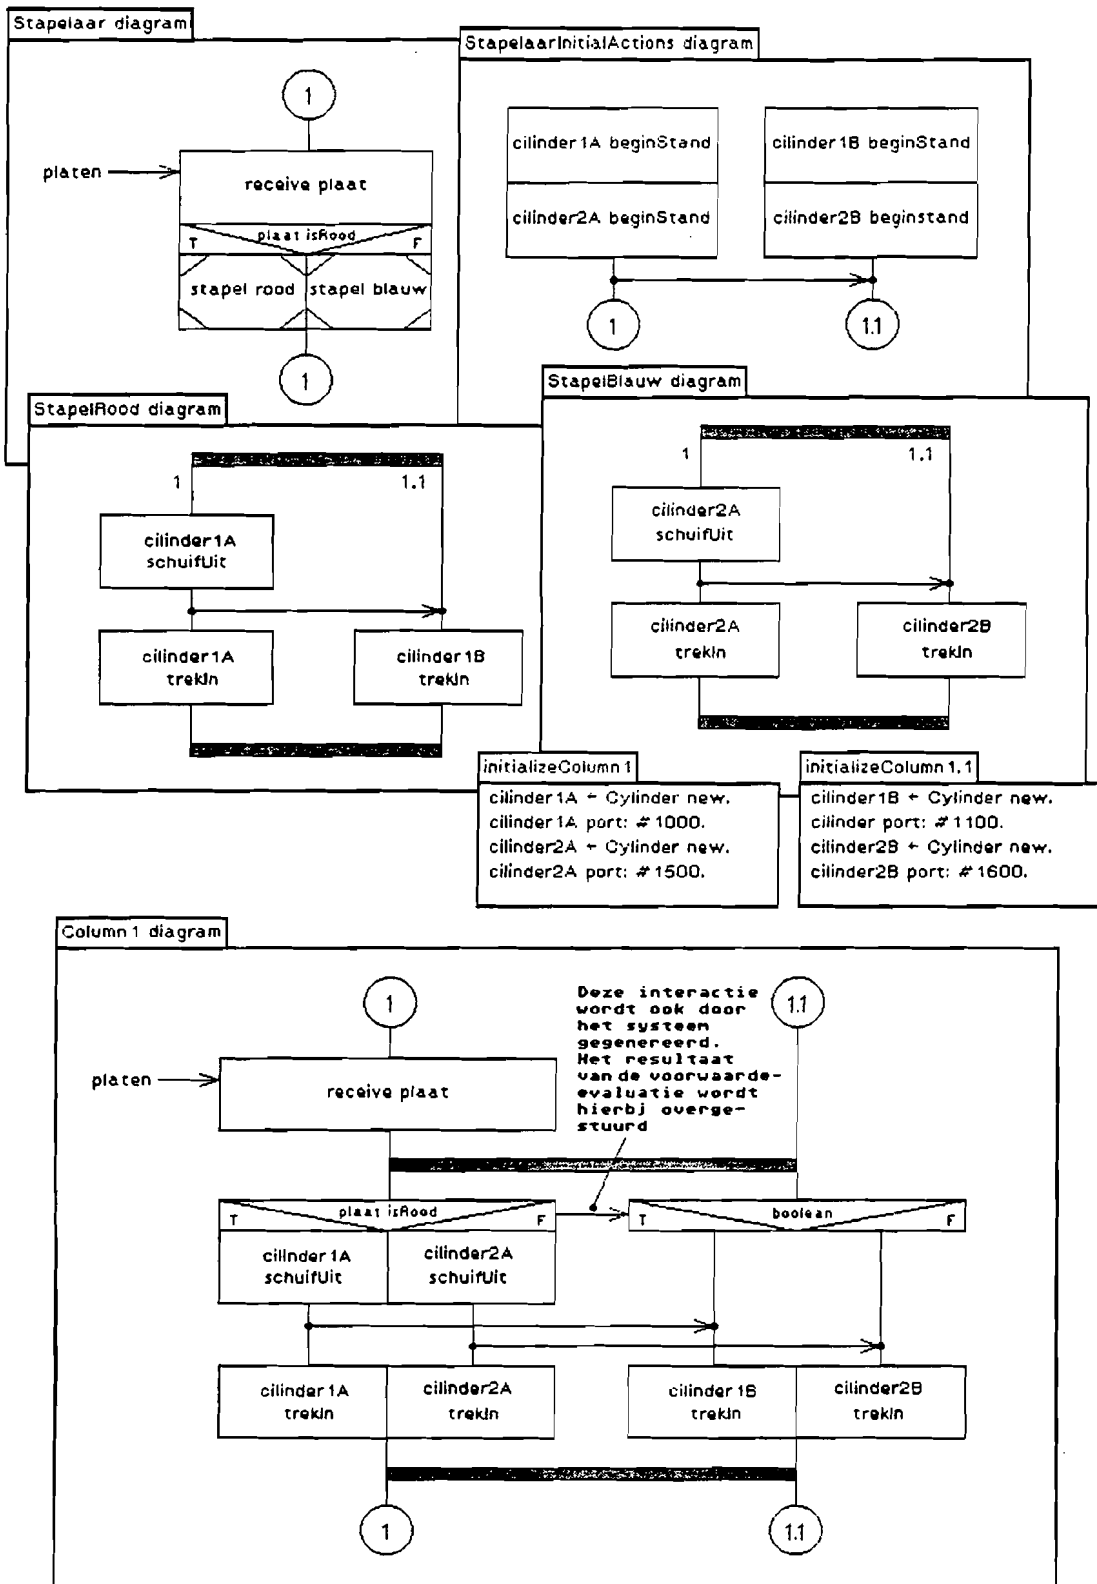 Stapelaar diagram
1
platen
receive plaat
plaat isRood
T
F
stapel rood
stapel blauw
1
StapelaarInitialActions diagram
cilinder1A beginStand
cilinder2A beginStand
cilinder1B beginStand
cilinder2B beginstand
1
1.1
StapelRood diagram
1
1.1
cilinder1A
schuifUit
cilinder1A
trekIn
cilinder1B
trekIn
StapelBlauw diagram
1
1.1
cilinder2A
schuifUit
cilinder2A
trekIn
cilinder2B
trekIn
initializeColumn1
cilinder1A ← Cylinder new.
cilinder1A port: #1000.
cilinder2A ← Cylinder new.
cilinder2A port: #1500.
initializeColumn1.1
cilinder1B ← Cylinder new.
cilinder port: #1100.
cilinder2B ← Cylinder new.
cilinder2B port: #1600.
Column1 diagram
1
1.1
Deze interactie
wordt ook door
het systeen
gegenereerd.
Het resultaat
van de voorwaarde-
evaluatie wordt
hierbj overge-
stuurd
platen
receive plaat
plaat isRood
T
F
boolean
T
F
cilinder1A
schuifUit
cilinder2A
schuifUit
cilinder1A
trekIn
cilinder2A
trekIn
cilinder1B
trekIn
cilinder2B
trekIn
1
1.1